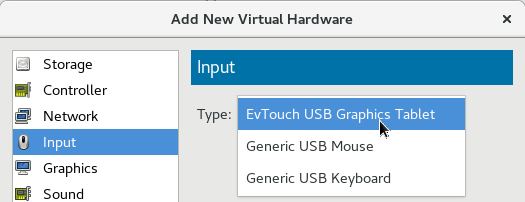 Add New Virtual Hardware
Storage
Controller
Network
Input
Graphics
Sound
Input
Type:
EvTouch USB Graphics Tablet
Generic USB Mouse
Generic USB Keyboard